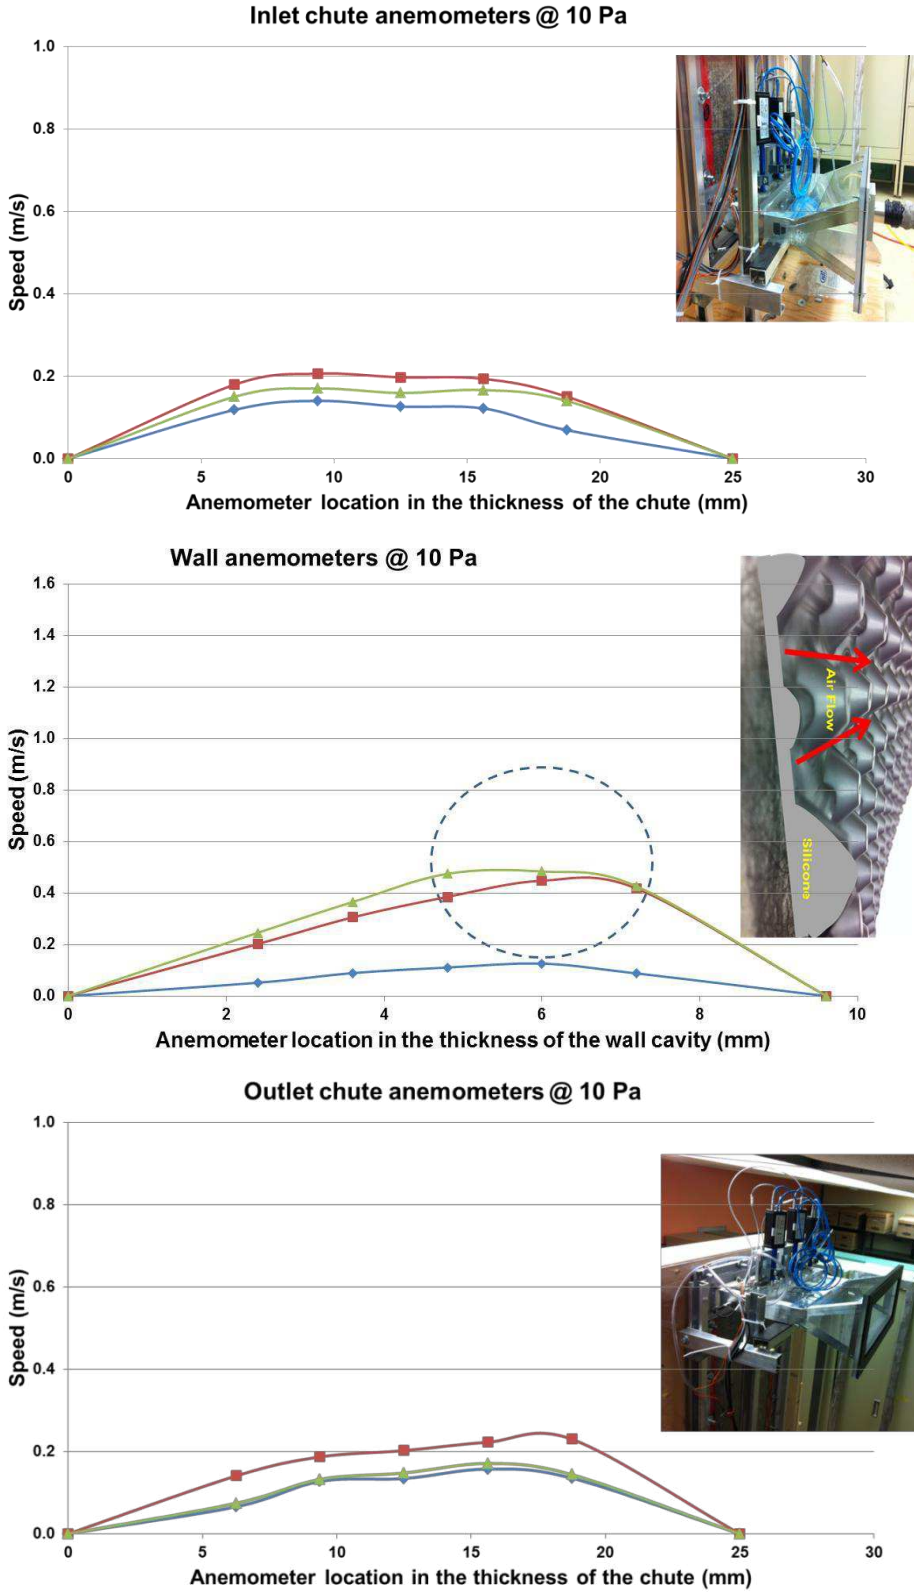 Inlet chute anemometers @ 10 Pa
1.0
0.8
0.6
0.4
0.2
0.0
Speed (m/s)
0 5 10 15 20 25 30
Anemometer location in the thickness of the chute (mm)
Wall anemometers @ 10 Pa
1.6
1.4
1.2
1.0
0.8
0.6
0.4
0.2
0.0
Speed (m/s)
0 2 4 6 8 10
Anemometer location in the thickness of the wall cavity (mm)
Air Flow
Silicone
Outlet chute anemometers @ 10 Pa
1.0
0.8
0.6
0.4
0.2
0.0
Speed (m/s)
0 5 10 15 20 25 30
Anemometer location in the thickness of the chute (mm)